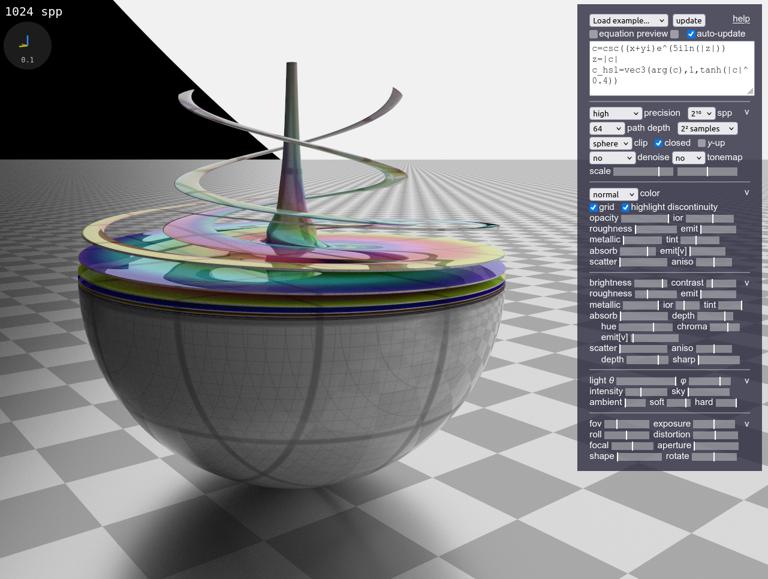 1024 spp
0.1
Load example... update help
equation preview auto-update
c=csc((x+yi)e^(5iln(|z|))
z=|c|
c_hsl=vec3(arg(c),1,tanh(|c|^
0.4))
high precision 2¹⁰ spp v
64 path depth 2² samples
sphere clip closed y-up
no denoise no tonemap
scale
normal color v
grid highlight discontinuity
opacity ior
roughness emit
metallic tint
absorb emit[v]
scatter aniso
brightness contrast v
roughness emit
metallic ior tint
absorb depth
hue chroma
emit[v]
scatter aniso
depth sharp
light θ φ v
intensity sky
ambient soft hard
fov exposure v
roll distortion
focal aperture
shape rotate